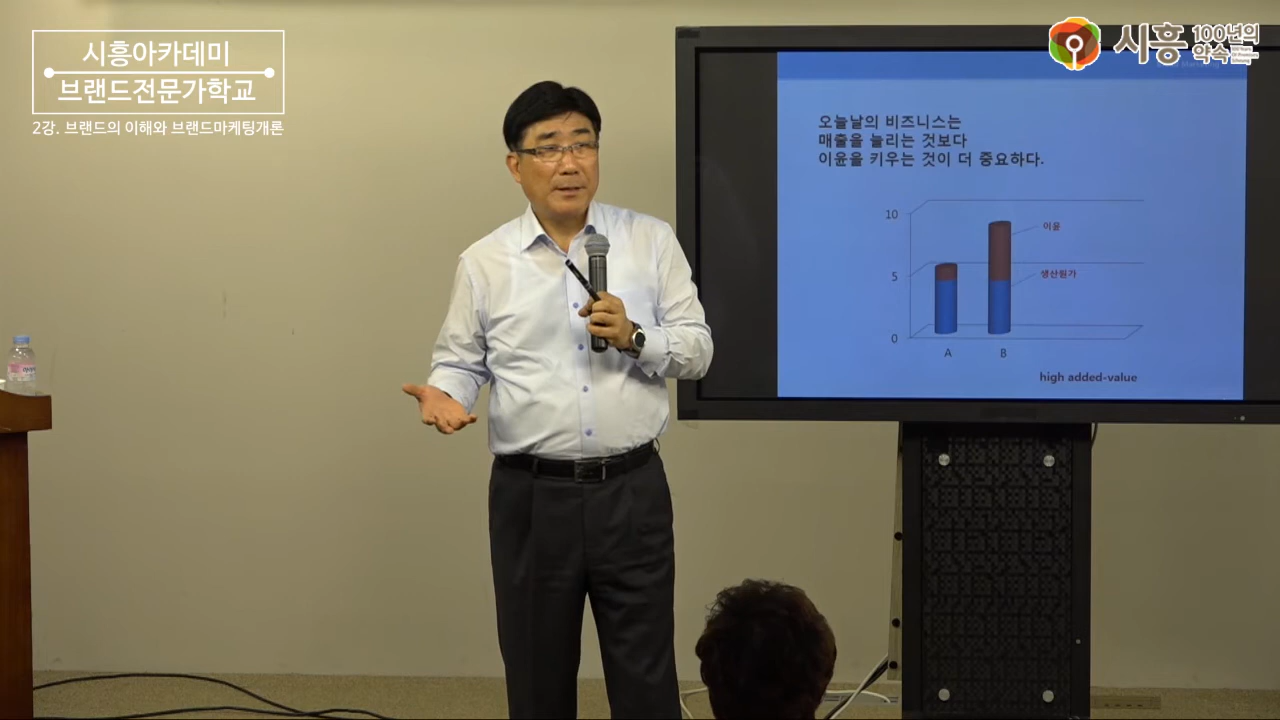 시흥아카데미
브랜드전문가학교
2강. 브랜드의 이해와 브랜드마케팅개론
시흥 100년의 약속
오늘날의 비즈니스는
매출을 늘리는 것보다
이윤을 키우는 것이 더 중요하다.
10
이윤
5
생산원가
0
A B
high added-value